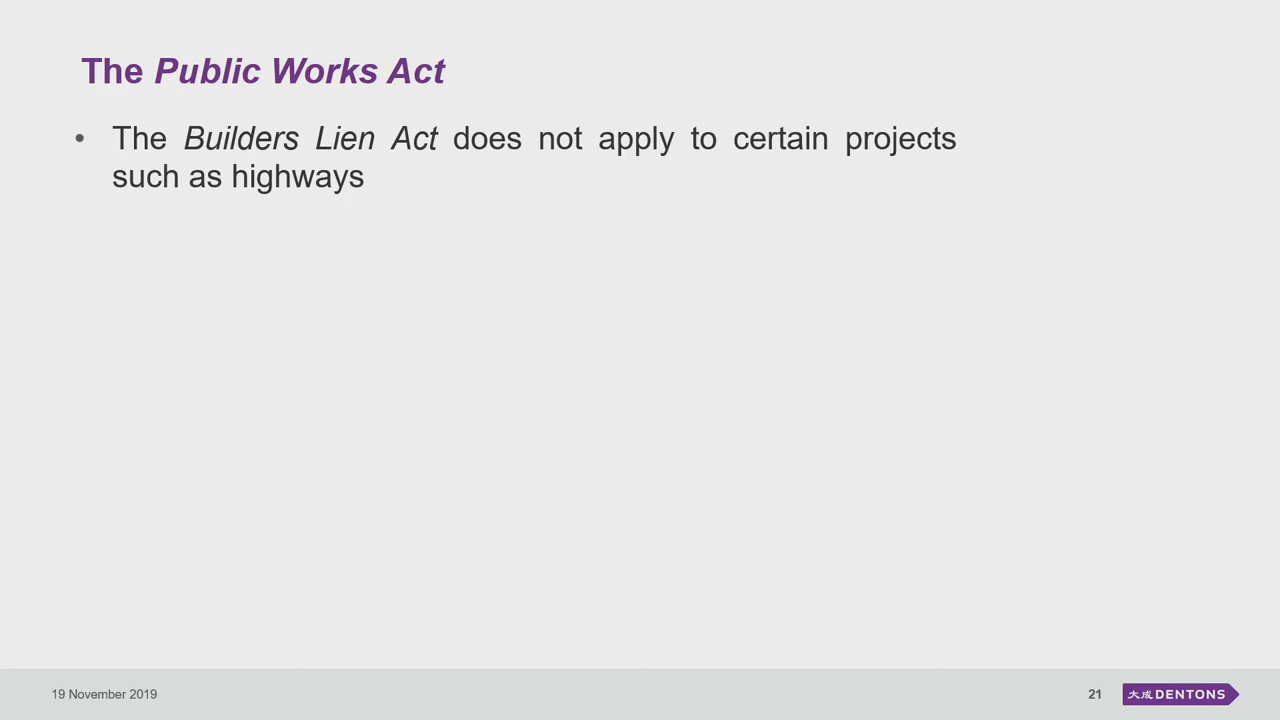 The Public Works Act
• The Builders Lien Act does not apply to certain projects
such as highways
19 November 2019
21
大成 DENTONS